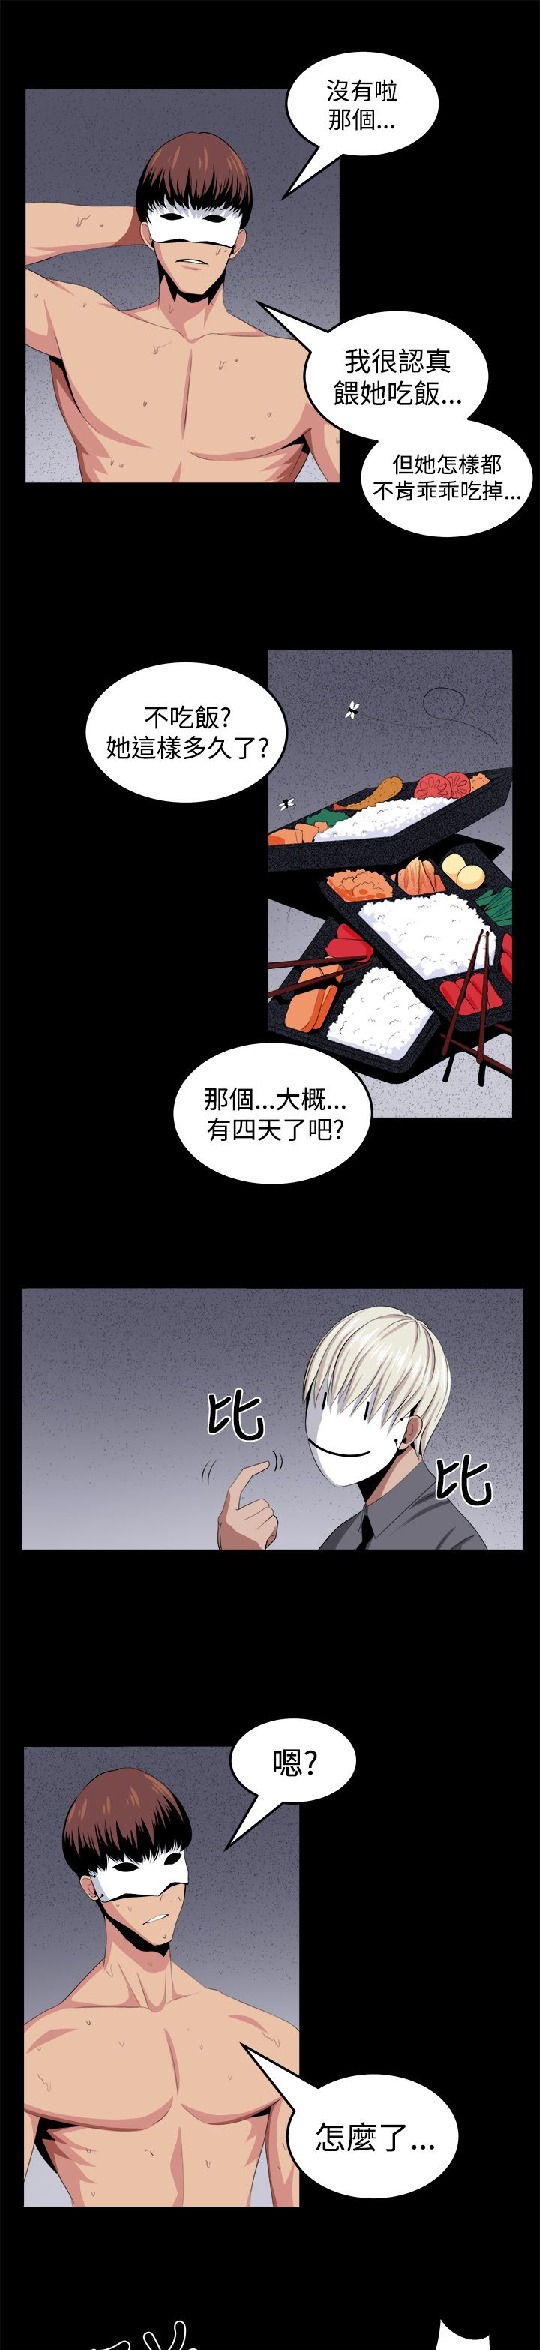 沒有啦
那個...
我很認真
餵她吃飯...
但她怎樣都
不肯乖乖吃掉...
不吃飯?
她這樣多久了?
那個...大概...
有四天了吧?
比
比
嗯?
怎麼了...